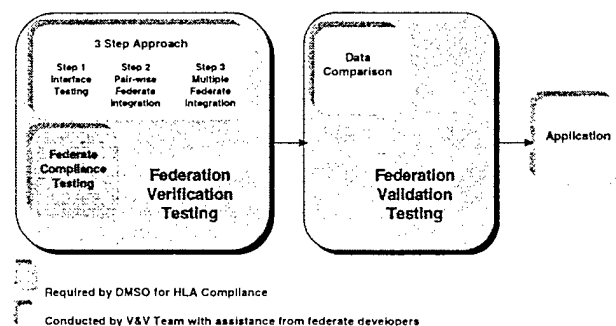 3 Step Approach
Step 1
Interface
Testing
Step 2
Pair-wise
Federate
Integration
Step 3
Multiple
Federate
Integration
Federate
Compliance
Testing
Federation
Verification
Testing
Data
Comparison
Federation
Validation
Testing
Application
Required by DMSO for HLA Compliance
Conducted by V&V Team with assistance from federate developers